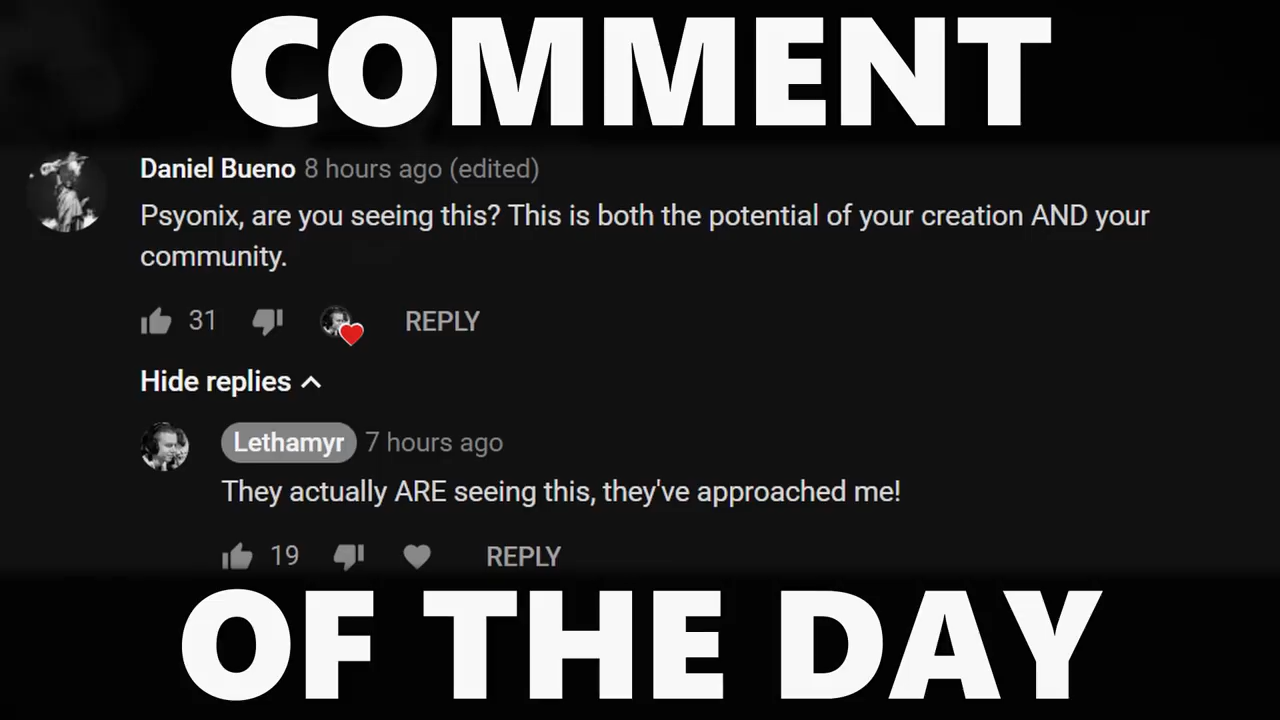 COMMENT
Daniel Bueno 8 hours ago (edited)
Psyonix, are you seeing this? This is both the potential of your creation AND your
community.
31 REPLY
Hide replies
Lethamyr 7 hours ago
They actually ARE seeing this, they've approached me!
19 REPLY
OF THE DAY